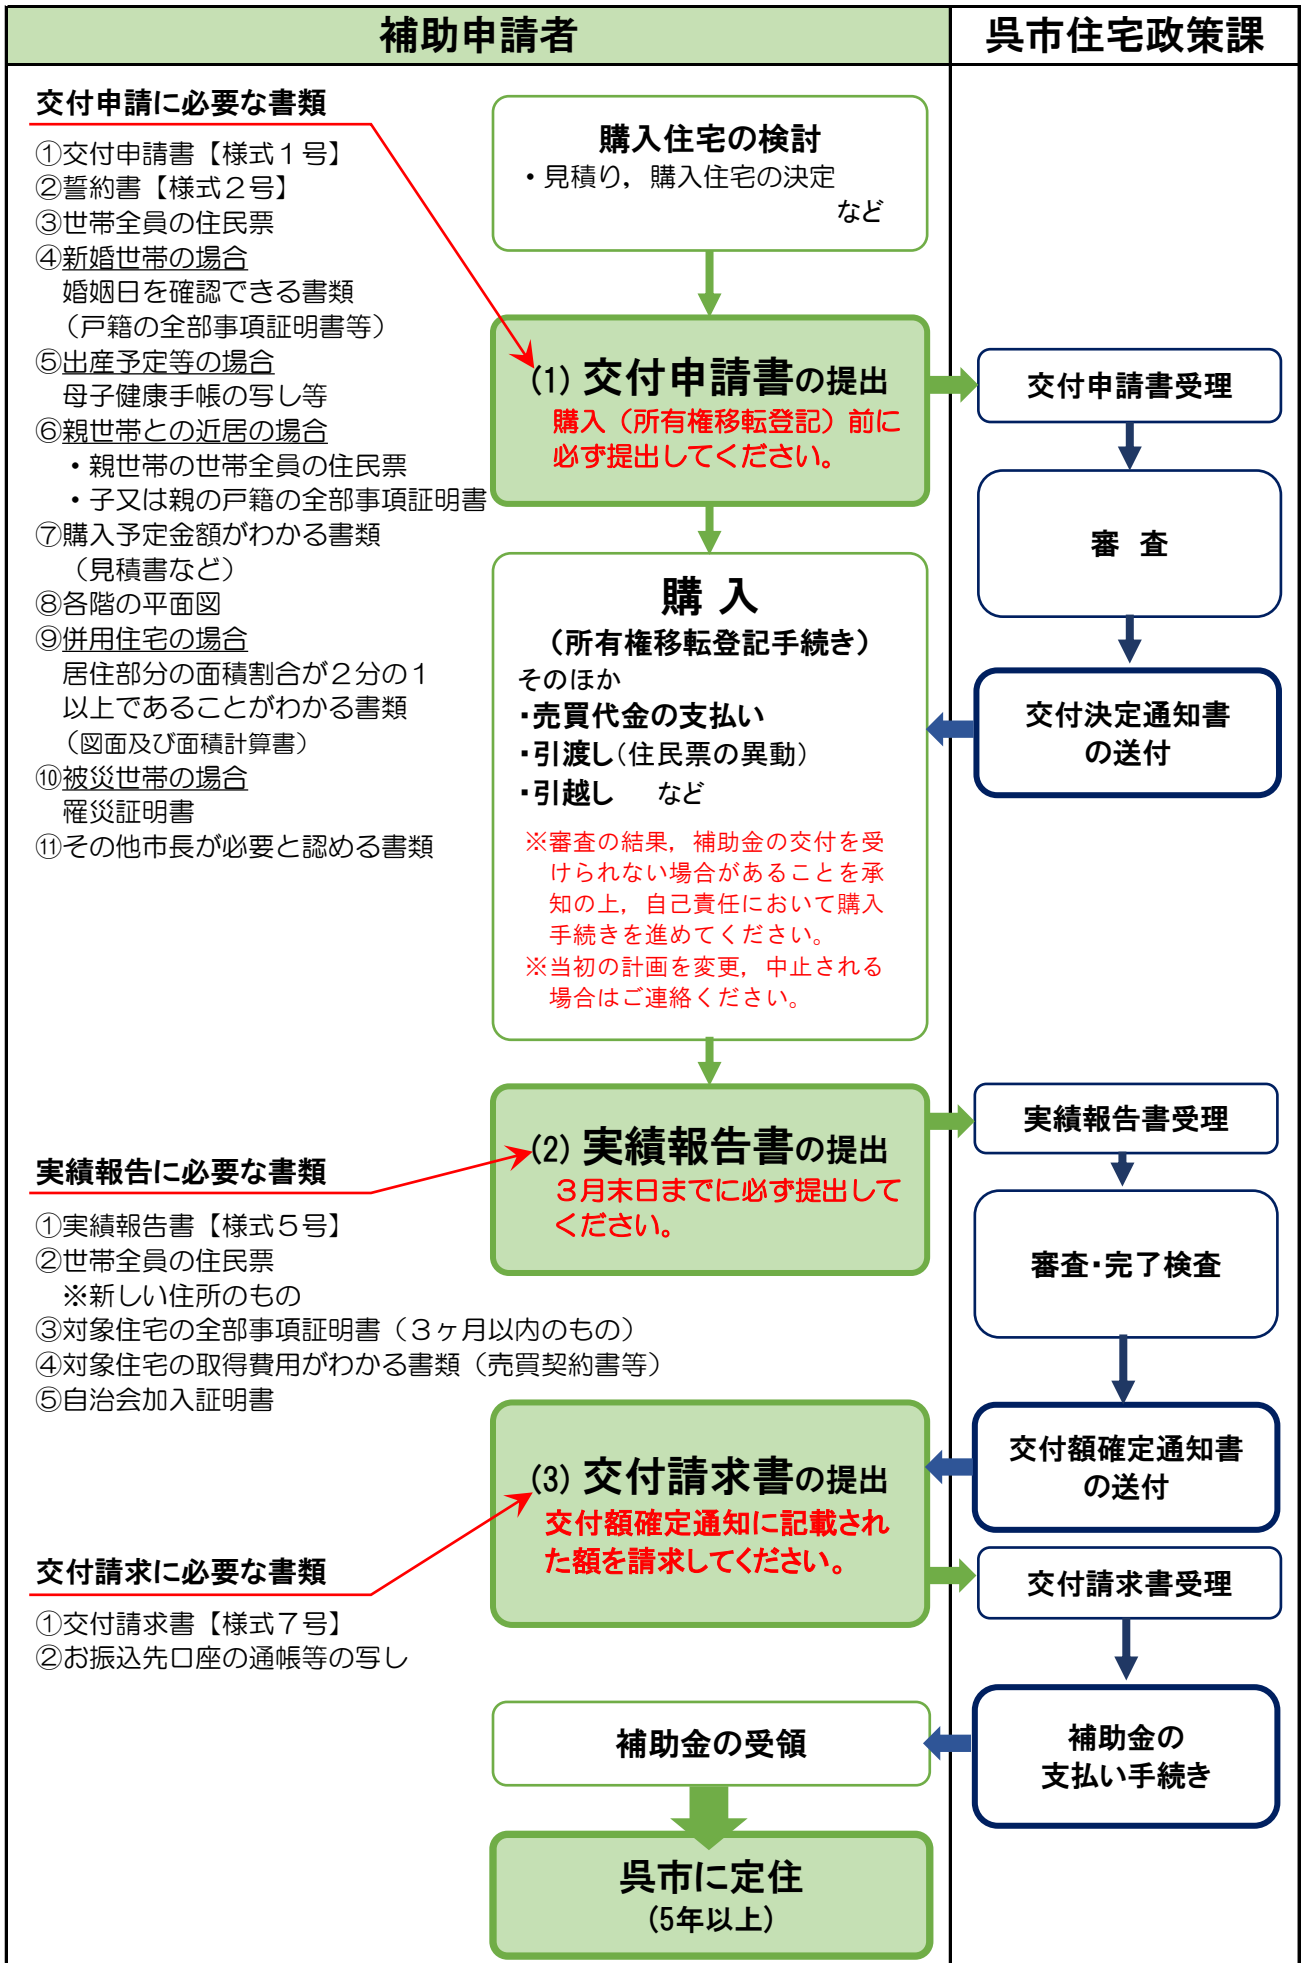 補助申請者
呉市住宅政策課
交付申請に必要な書類
①交付申請書【様式１号】
②誓約書【様式２号】
③世帯全員の住民票
④新婚世帯の場合
婚姻日を確認できる書類
（戸籍の全部事項証明書等）
⑤出産予定等の場合
母子健康手帳の写し等
⑥親世帯との近居の場合
・親世帯の世帯全員の住民票
・子又は親の戸籍の全部事項証明書
⑦購入予定金額がわかる書類
（見積書など）
⑧各階の平面図
⑨併用住宅の場合
居住部分の面積割合が２分の１
以上であることがわかる書類
（図面及び面積計算書）
⑩被災世帯の場合
罹災証明書
⑪その他市長が必要と認める書類
購入住宅の検討
・見積り，購入住宅の決定
など
(1) 交付申請書の提出
購入（所有権移転登記）前に
必ず提出してください。
交付申請書受理
審 査
購 入
（所有権移転登記手続き）
そのほか
・売買代金の支払い
・引渡し（住民票の異動）
・引越し など
※審査の結果，補助金の交付を受
けられない場合があることを承
知の上，自己責任において購入
手続きを進めてください。
※当初の計画を変更，中止される
場合はご連絡ください。
交付決定通知書
の送付
(2) 実績報告書の提出
３月末日までに必ず提出して
ください。
実績報告書受理
実績報告に必要な書類
①実績報告書【様式５号】
②世帯全員の住民票
※新しい住所のもの
③対象住宅の全部事項証明書（３ヶ月以内のもの）
④対象住宅の取得費用がわかる書類（売買契約書等）
⑤自治会加入証明書
審査・完了検査
交付額確定通知書
の送付
(3) 交付請求書の提出
交付額確定通知に記載され
た額を請求してください。
交付請求書受理
交付請求に必要な書類
①交付請求書【様式７号】
②お振込先口座の通帳等の写し
補助金の受領
補助金の
支払い手続き
呉市に定住
(5年以上)